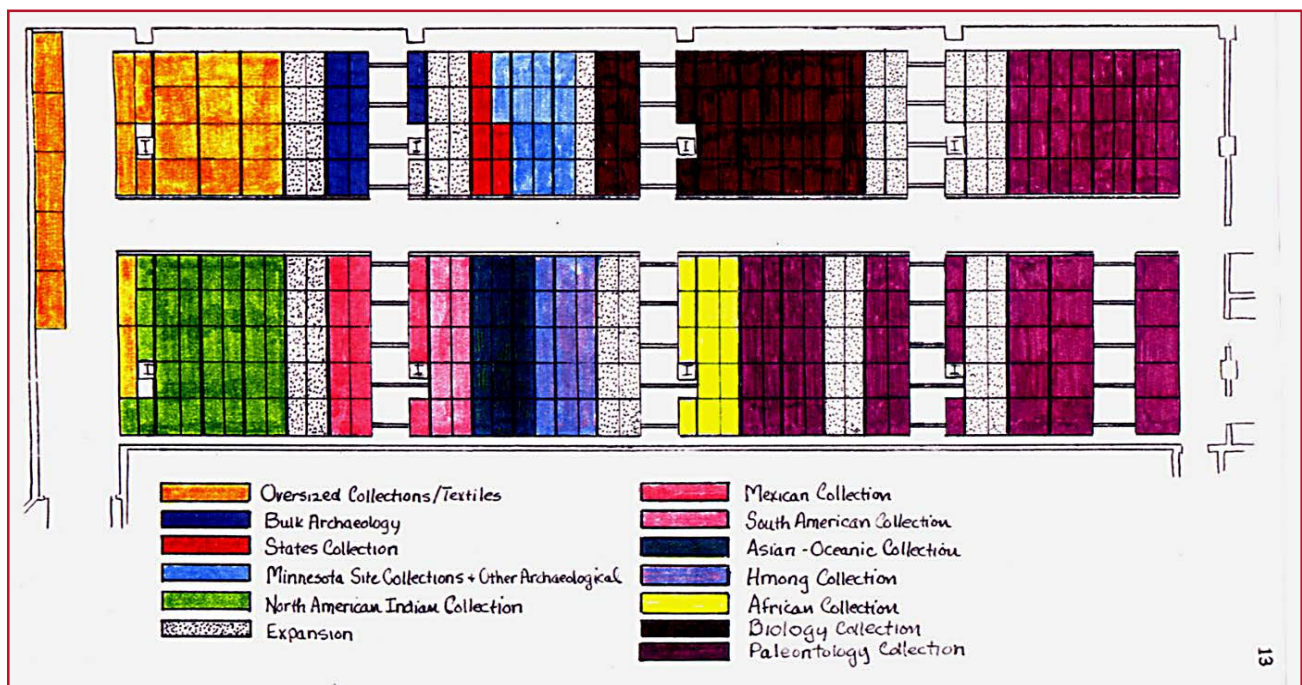 I
I
I
I
I
I
I
I
Oversized Collections/Textiles
Bulk Archaeology
States Collection
Minnesota Site Collections + Other Archaeological
North American Indian Collection
Expansion
Mexican Collection
South American Collection
Asian - Oceanic Collection
Hmong Collection
African Collection
Biology Collection
Paleontology Collection
13